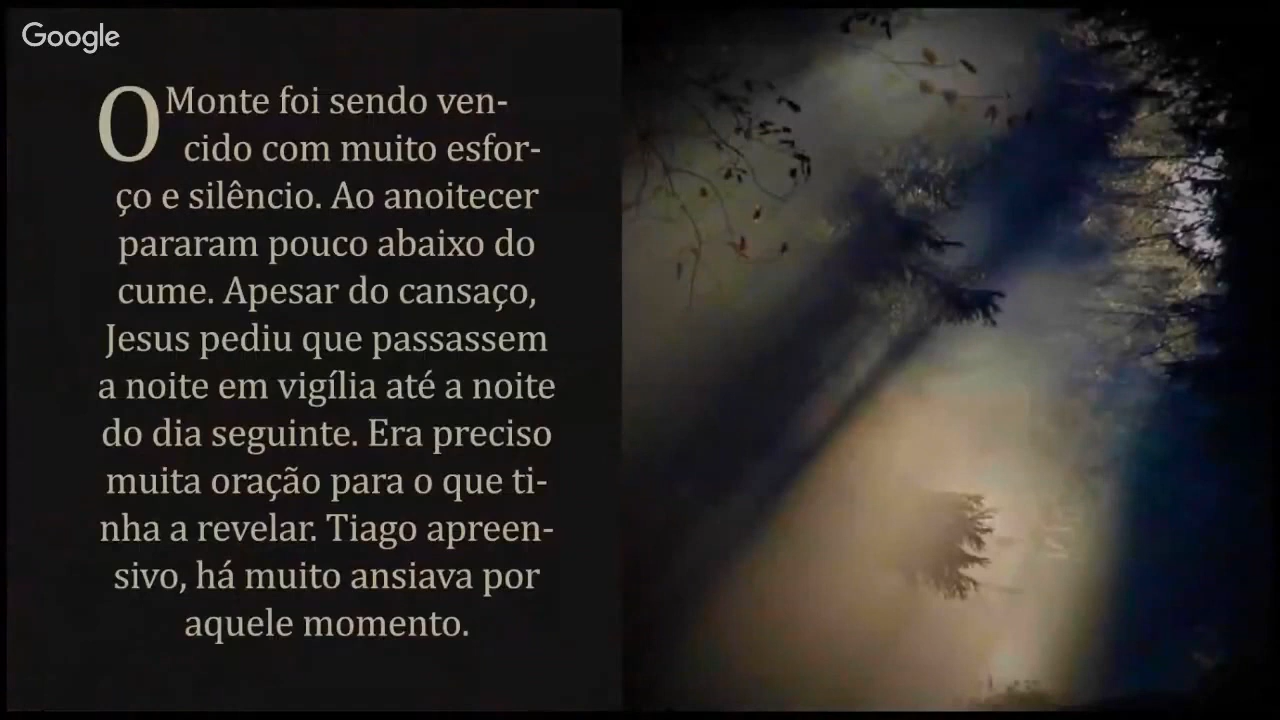 Google
O Monte foi sendo ven-
cido com muito esfor-
ço e silêncio. Ao anoitecer
pararam pouco abaixo do
cume. Apesar do cansaço,
Jesus pediu que passassem
a noite em vigília até a noite
do dia seguinte. Era preciso
muita oração para o que ti-
nha a revelar. Tiago apreen-
sivo, há muito ansiava por
aquele momento.